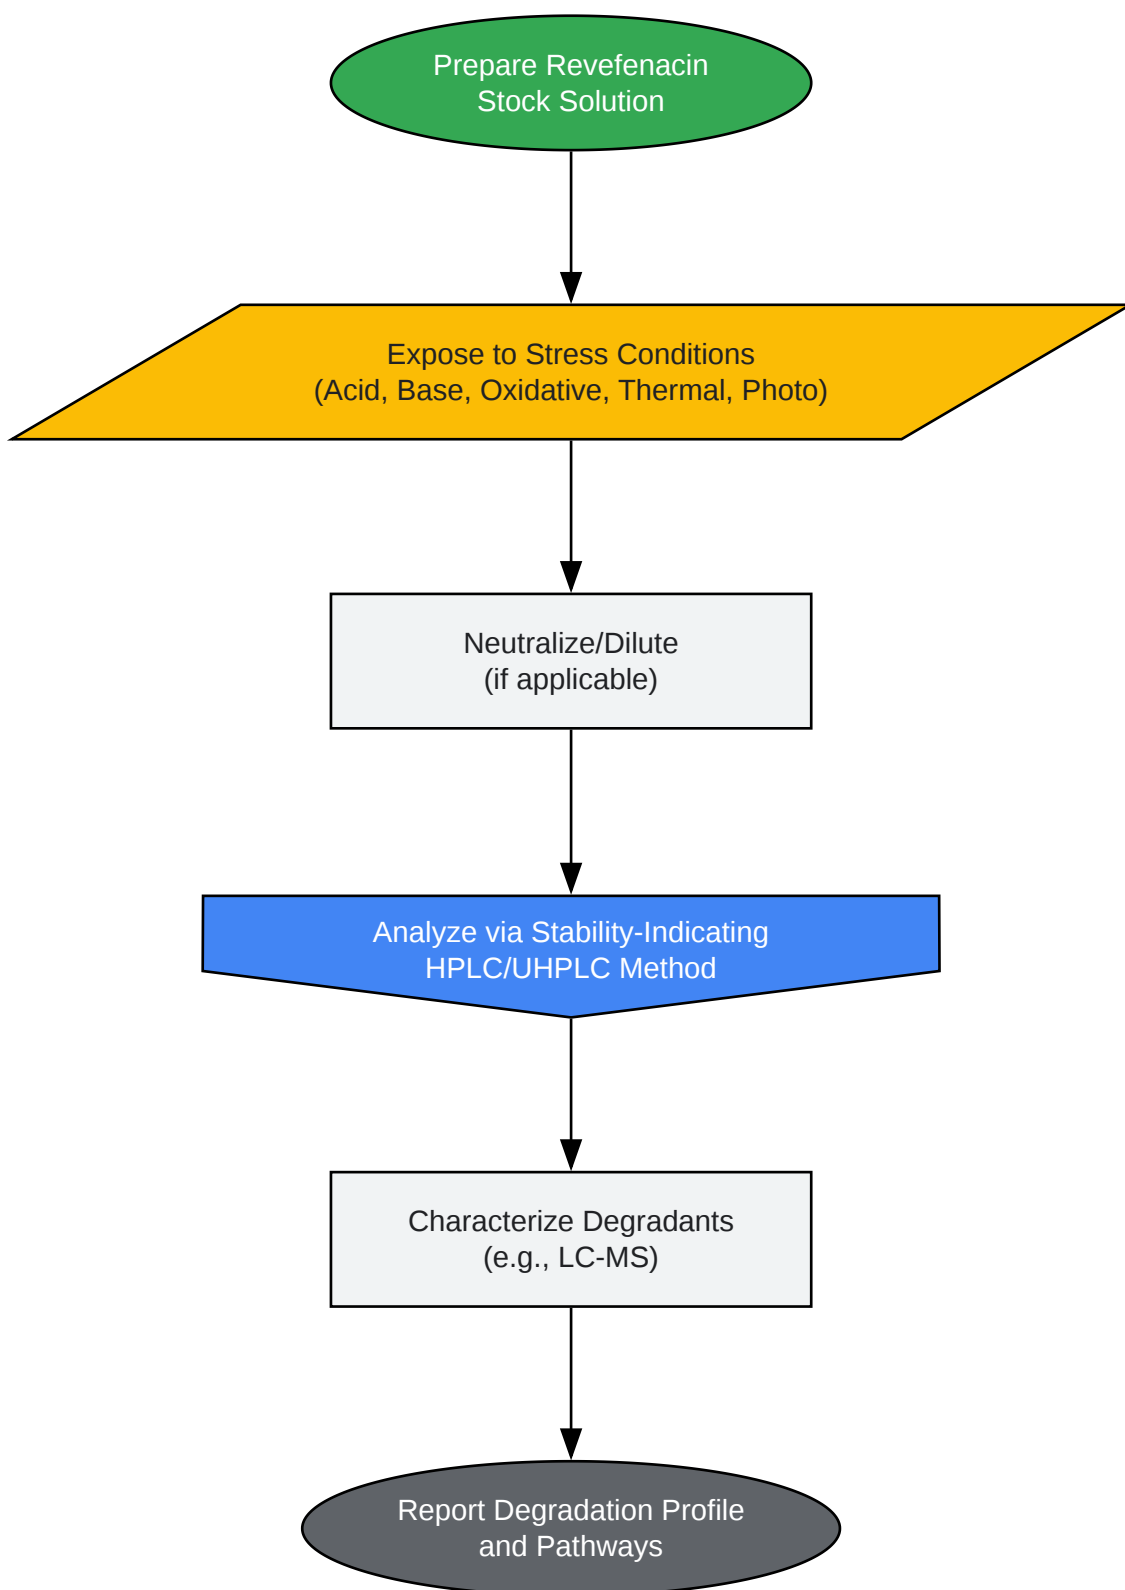 Prepare Revefenacin
Stock Solution
Expose to Stress Conditions
(Acid, Base, Oxidative, Thermal, Photo)
Neutralize/Dilute
(if applicable)
Analyze via Stability-Indicating
HPLC/UHPLC Method
Characterize Degradants
(e.g., LC-MS)
Report Degradation Profile
and Pathways